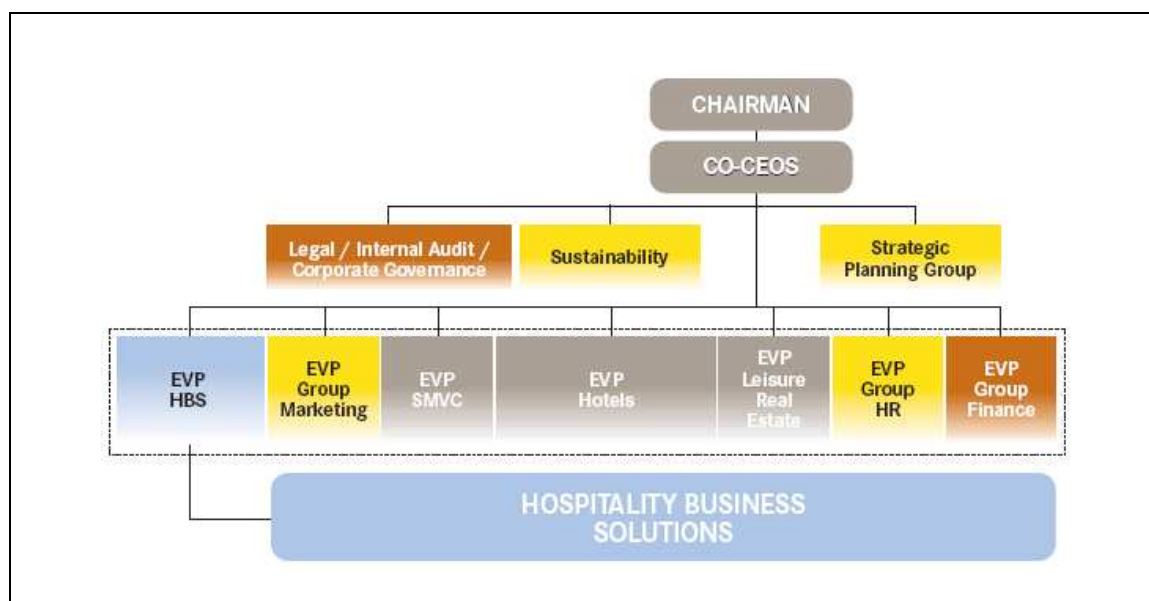 CHAIRMAN
CO-CEOS
Legal / Internal Audit /
Corporate Governance
Sustainability
Strategic
Planning Group
EVP
HBS
EVP
Group
Marketing
EVP
SMVC
EVP
Hotels
EVP
Leisure
Real
Estate
EVP
Group
HR
EVP
Group
Finance
HOSPITALITY BUSINESS
SOLUTIONS